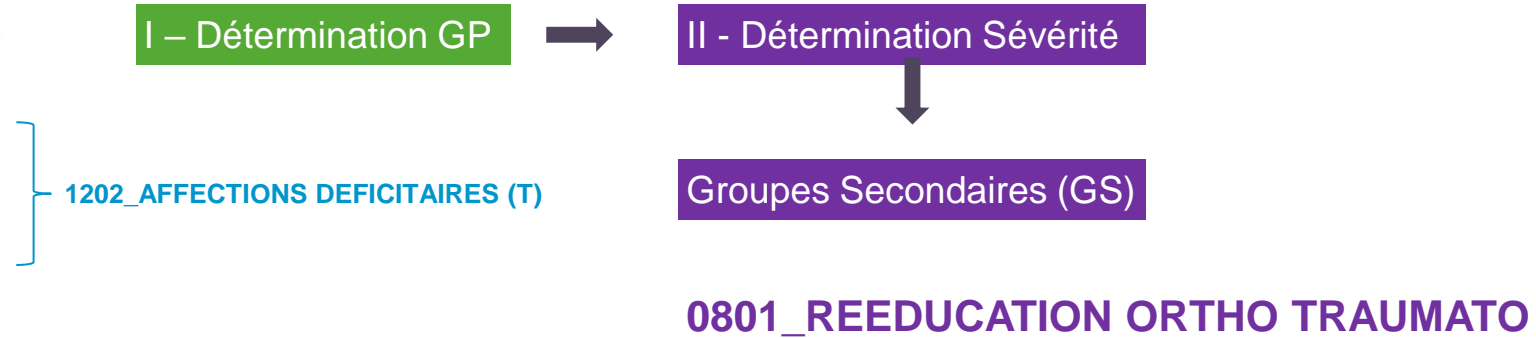 I – Détermination GP
II - Détermination Sévérité
1202_AFFECTIONS DEFICITAIRES (T)
Groupes Secondaires (GS)
0801_REEDUCATION ORTHO TRAUMATO